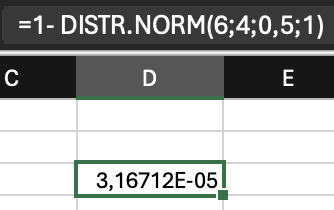 =1- DISTR.NORM(6;4;0,5;1)
C D E
3,16712E-05